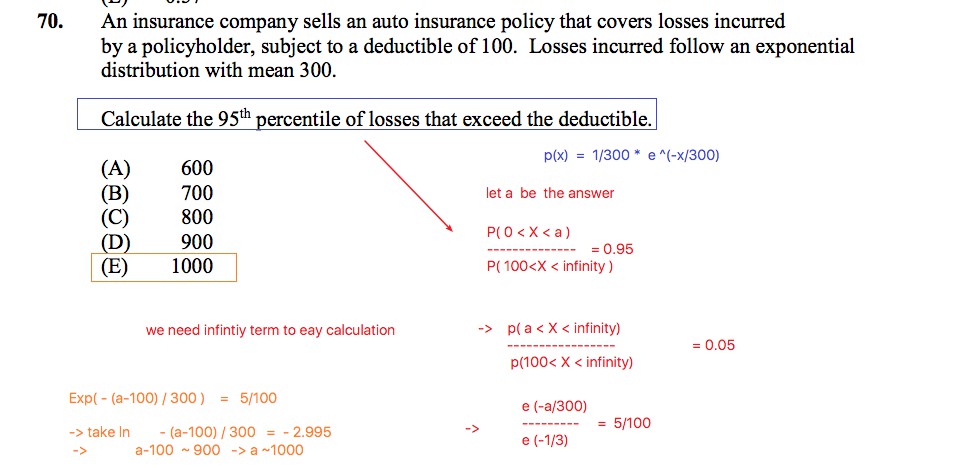 70. An insurance company sells an auto insurance policy that covers losses incurred
by a policyholder, subject to a deductible of 100. Losses incurred follow an exponential
distribution with mean 300.
Calculate the 95th percentile of losses that exceed the deductible.
p(x) = 1/300 * e ^(-x/300)
(A) 600
(B) 700
(C) 800
(D) 900
(E) 1000
let a be the answer
P( 0 < X < a )
-------------- = 0.95
P( 100<X < infinity )
we need infintiy term to eay calculation
-> p( a < X < infinity)
----------------- = 0.05
p(100< X < infinity)
Exp( - (a-100) / 300 ) = 5/100
-> take ln - (a-100) / 300 = - 2.995
-> a-100 ~ 900 -> a ~1000
e (-a/300)
-> --------- = 5/100
e (-1/3)